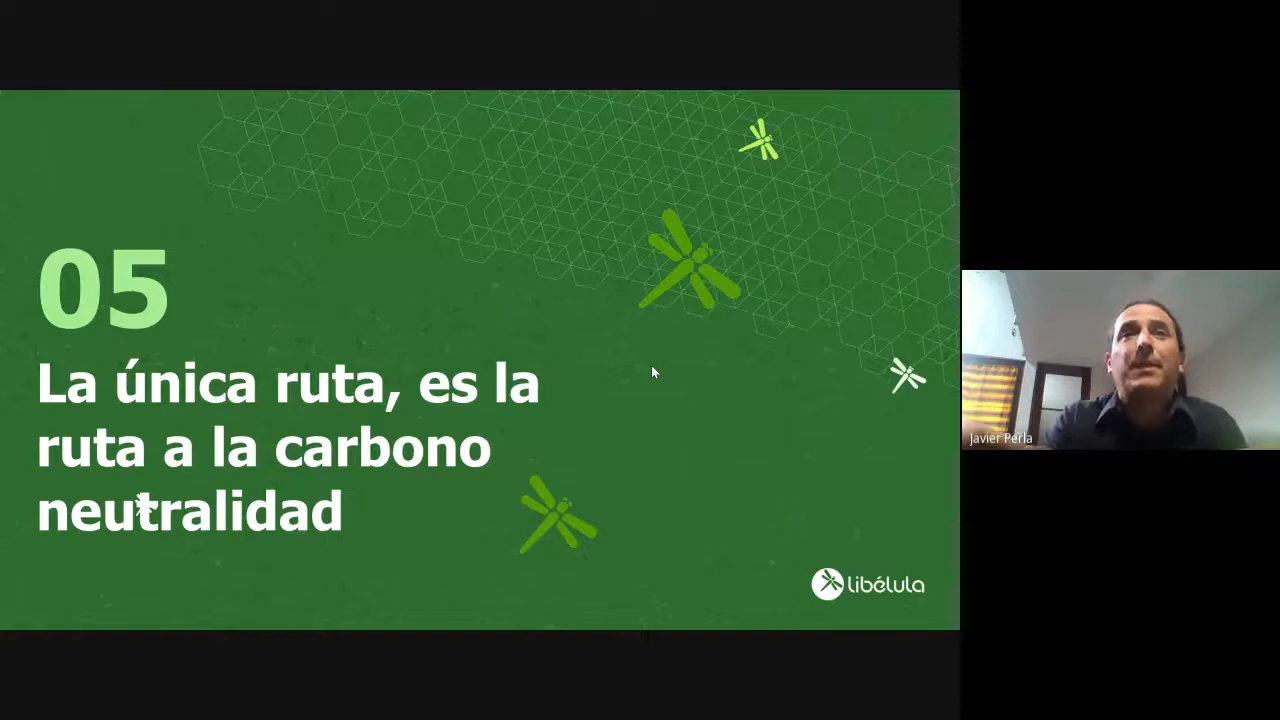 05
La única ruta, es la
ruta a la carbono
neutralidad
libélula
Javier Perla